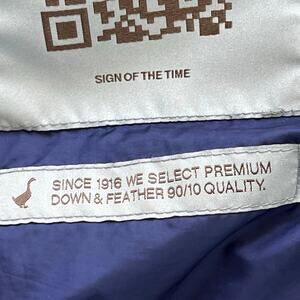 SIGN OF THE TIME
SINCE 1916 WE SELECT PREMIUM
DOWN & FEATHER 90/10 QUALITY.